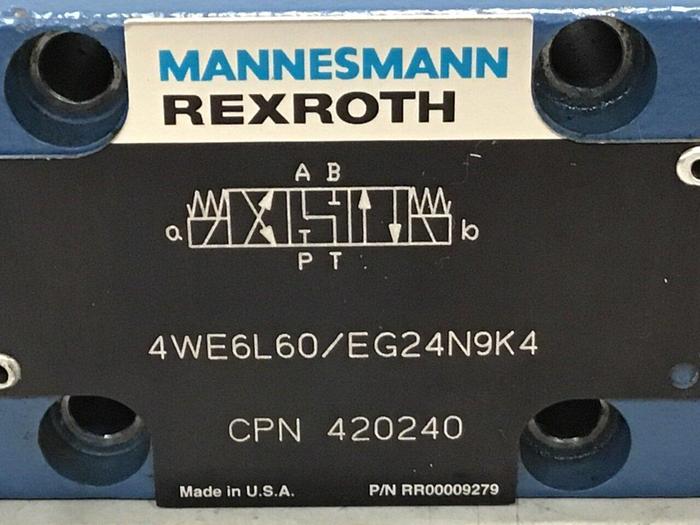 MANNESMANN
REXROTH
A B
a b
P T
4WE6L60/EG24N9K4
CPN 420240
Made in U.S.A. P/N RR00009279